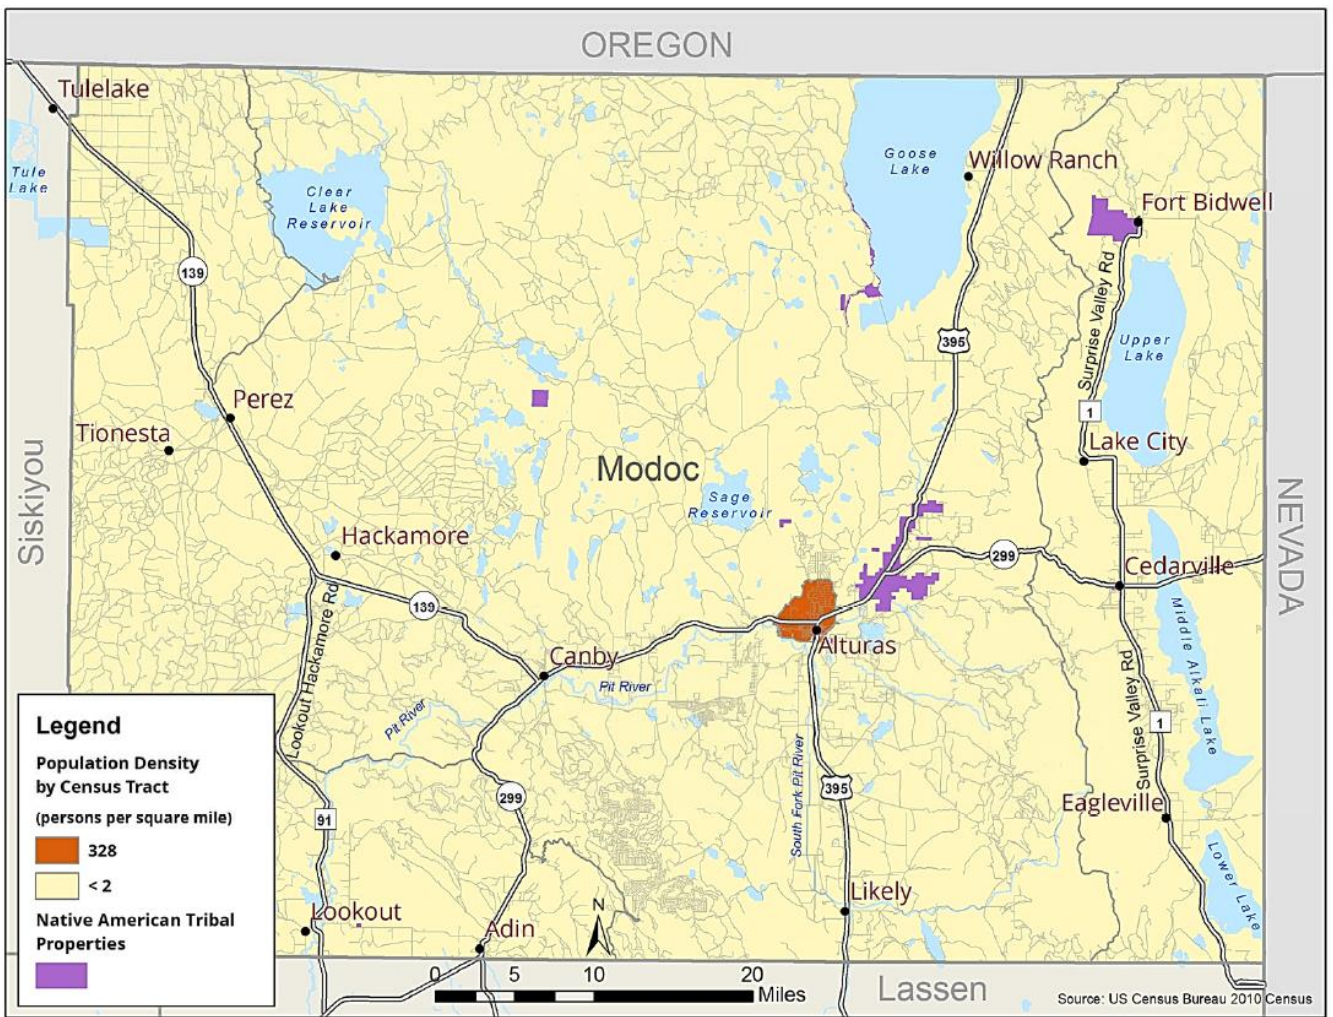 OREGON
Tulelake
Tule
Lake
Clear
Lake
Reservoir
Goose
Lake
Willow Ranch
Fort Bidwell
139
Surprise Valley Rd
395
Upper
Lake
1
Perez
Tionesta
Lake City
Modoc
Siskiyou
Sage
Reservoir
NEVADA
Hackamore
299
Cedarville
139
Lookout Hackamore Rd
Alturas
Canby
Pit River
Pit River
Middle Alkali Lake
Surprise Valley Rd
1
South Fork Pit River
395
299
91
Eagleville
Lower Lake
Likely
Lookout
Adin
N
Legend
Population Density
by Census Tract
(persons per square mile)
328
< 2
Native American Tribal
Properties
0 5 10 20
Miles
Lassen
Source: US Census Bureau 2010 Census